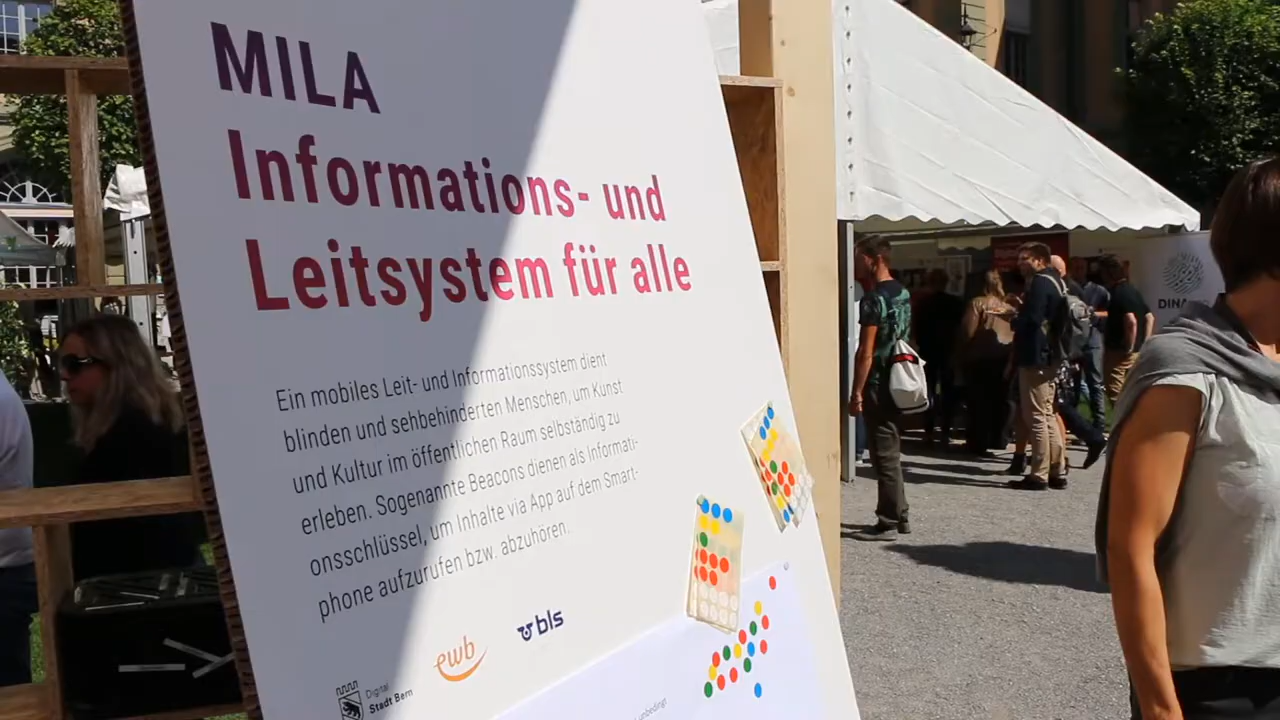 MILA
Informations- und
Leitsystem für alle
Ein mobiles Leit- und Informationssystem dient
blinden und sehbehinderten Menschen, um Kunst
und Kultur im öffentlichen Raum selbständig zu
erleben. Sogenannte Beacons dienen als Informati-
onsschlüssel, um Inhalte via App auf dem Smart-
phone aufzurufen bzw. abzuhören.
ewb
bls
Digital
Stadt Bern